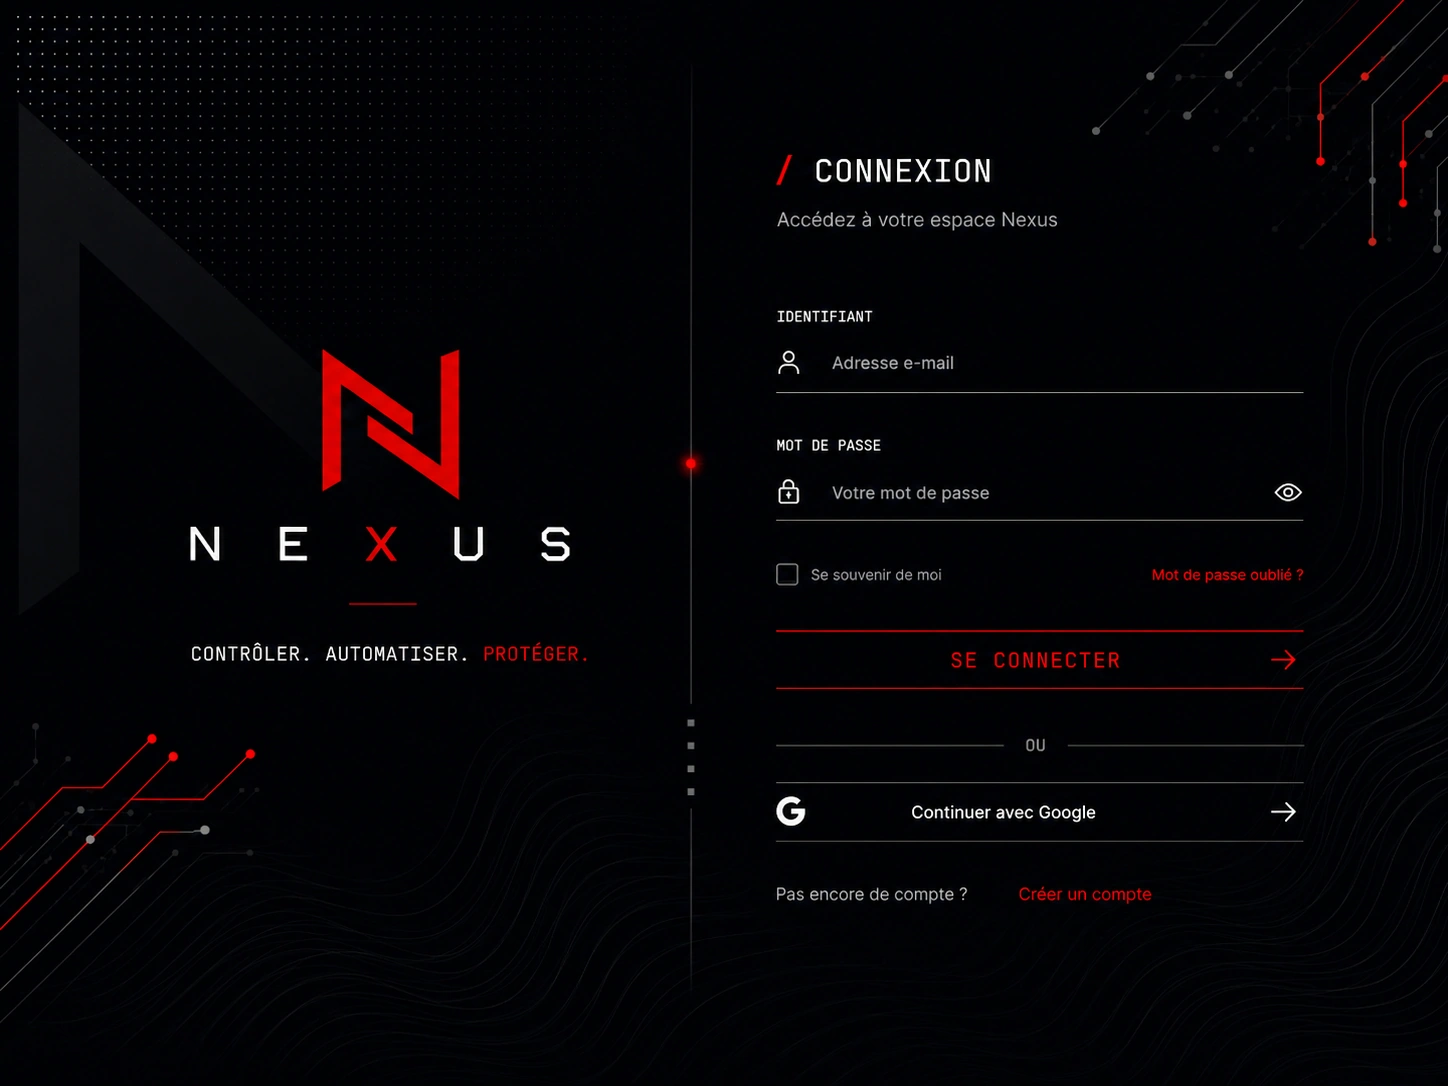 NEXUS
CONTRÔLER. AUTOMATISER. PROTÉGER.
/ CONNEXION
Accédez à votre espace Nexus
IDENTIFIANT
Adresse e-mail
MOT DE PASSE
Votre mot de passe
Se souvenir de moi
Mot de passe oublié ?
SE CONNECTER
OU
G
Continuer avec Google
Pas encore de compte ? Créer un compte